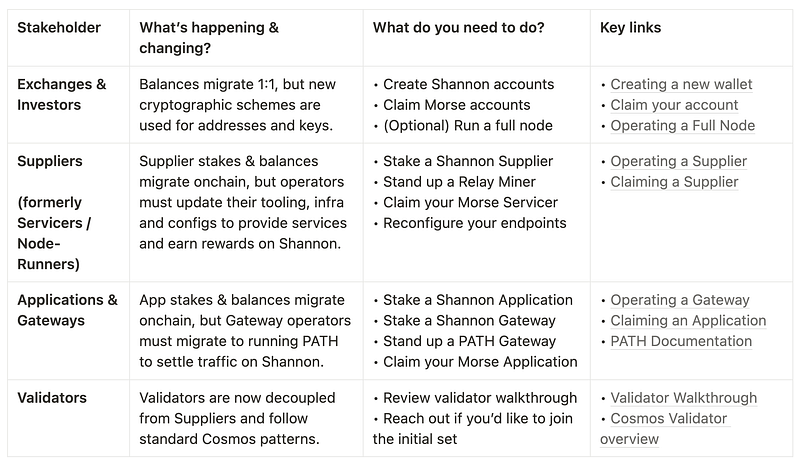 Stakeholder
What's happening &
changing?
What do you need to do?
Key links
Exchanges &
Investors
Balances migrate 1:1, but new
cryptographic schemes are
used for addresses and keys.
• Create Shannon accounts
• Claim Morse accounts
• (Optional) Run a full node
• Creating a new wallet
• Claim your account
• Operating a Full Node
Suppliers
(formerly
Servicers /
Node-
Runners)
Supplier stakes & balances
migrate onchain, but operators
must update their tooling, infra
and configs to provide services
and earn rewards on Shannon.
• Stake a Shannon Supplier
• Stand up a Relay Miner
• Claim your Morse Servicer
• Reconfigure your endpoints
• Operating a Supplier
• Claiming a Supplier
Applications &
Gateways
App stakes & balances migrate
onchain, but Gateway operators
must migrate to running PATH
to settle traffic on Shannon.
• Stake a Shannon Application
• Stake a Shannon Gateway
• Stand up a PATH Gateway
• Claim your Morse Application
• Operating a Gateway
• Claiming an Application
• PATH Documentation
Validators
Validators are now decoupled
from Suppliers and follow
standard Cosmos patterns.
• Review validator walkthrough
• Reach out if you'd like to join
the initial set
• Validator Walkthrough
• Cosmos Validator
overview